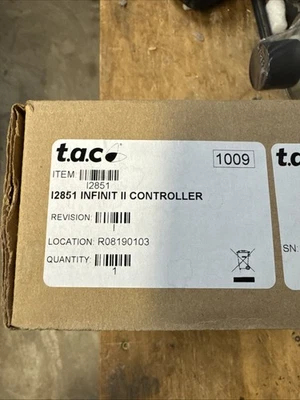 t.a.c
1009
ITEM
I2851
I2851 INFINIT II CONTROLLER
REVISION:
I
LOCATION: R08190103
QUANTITY:
1
t.a
SN